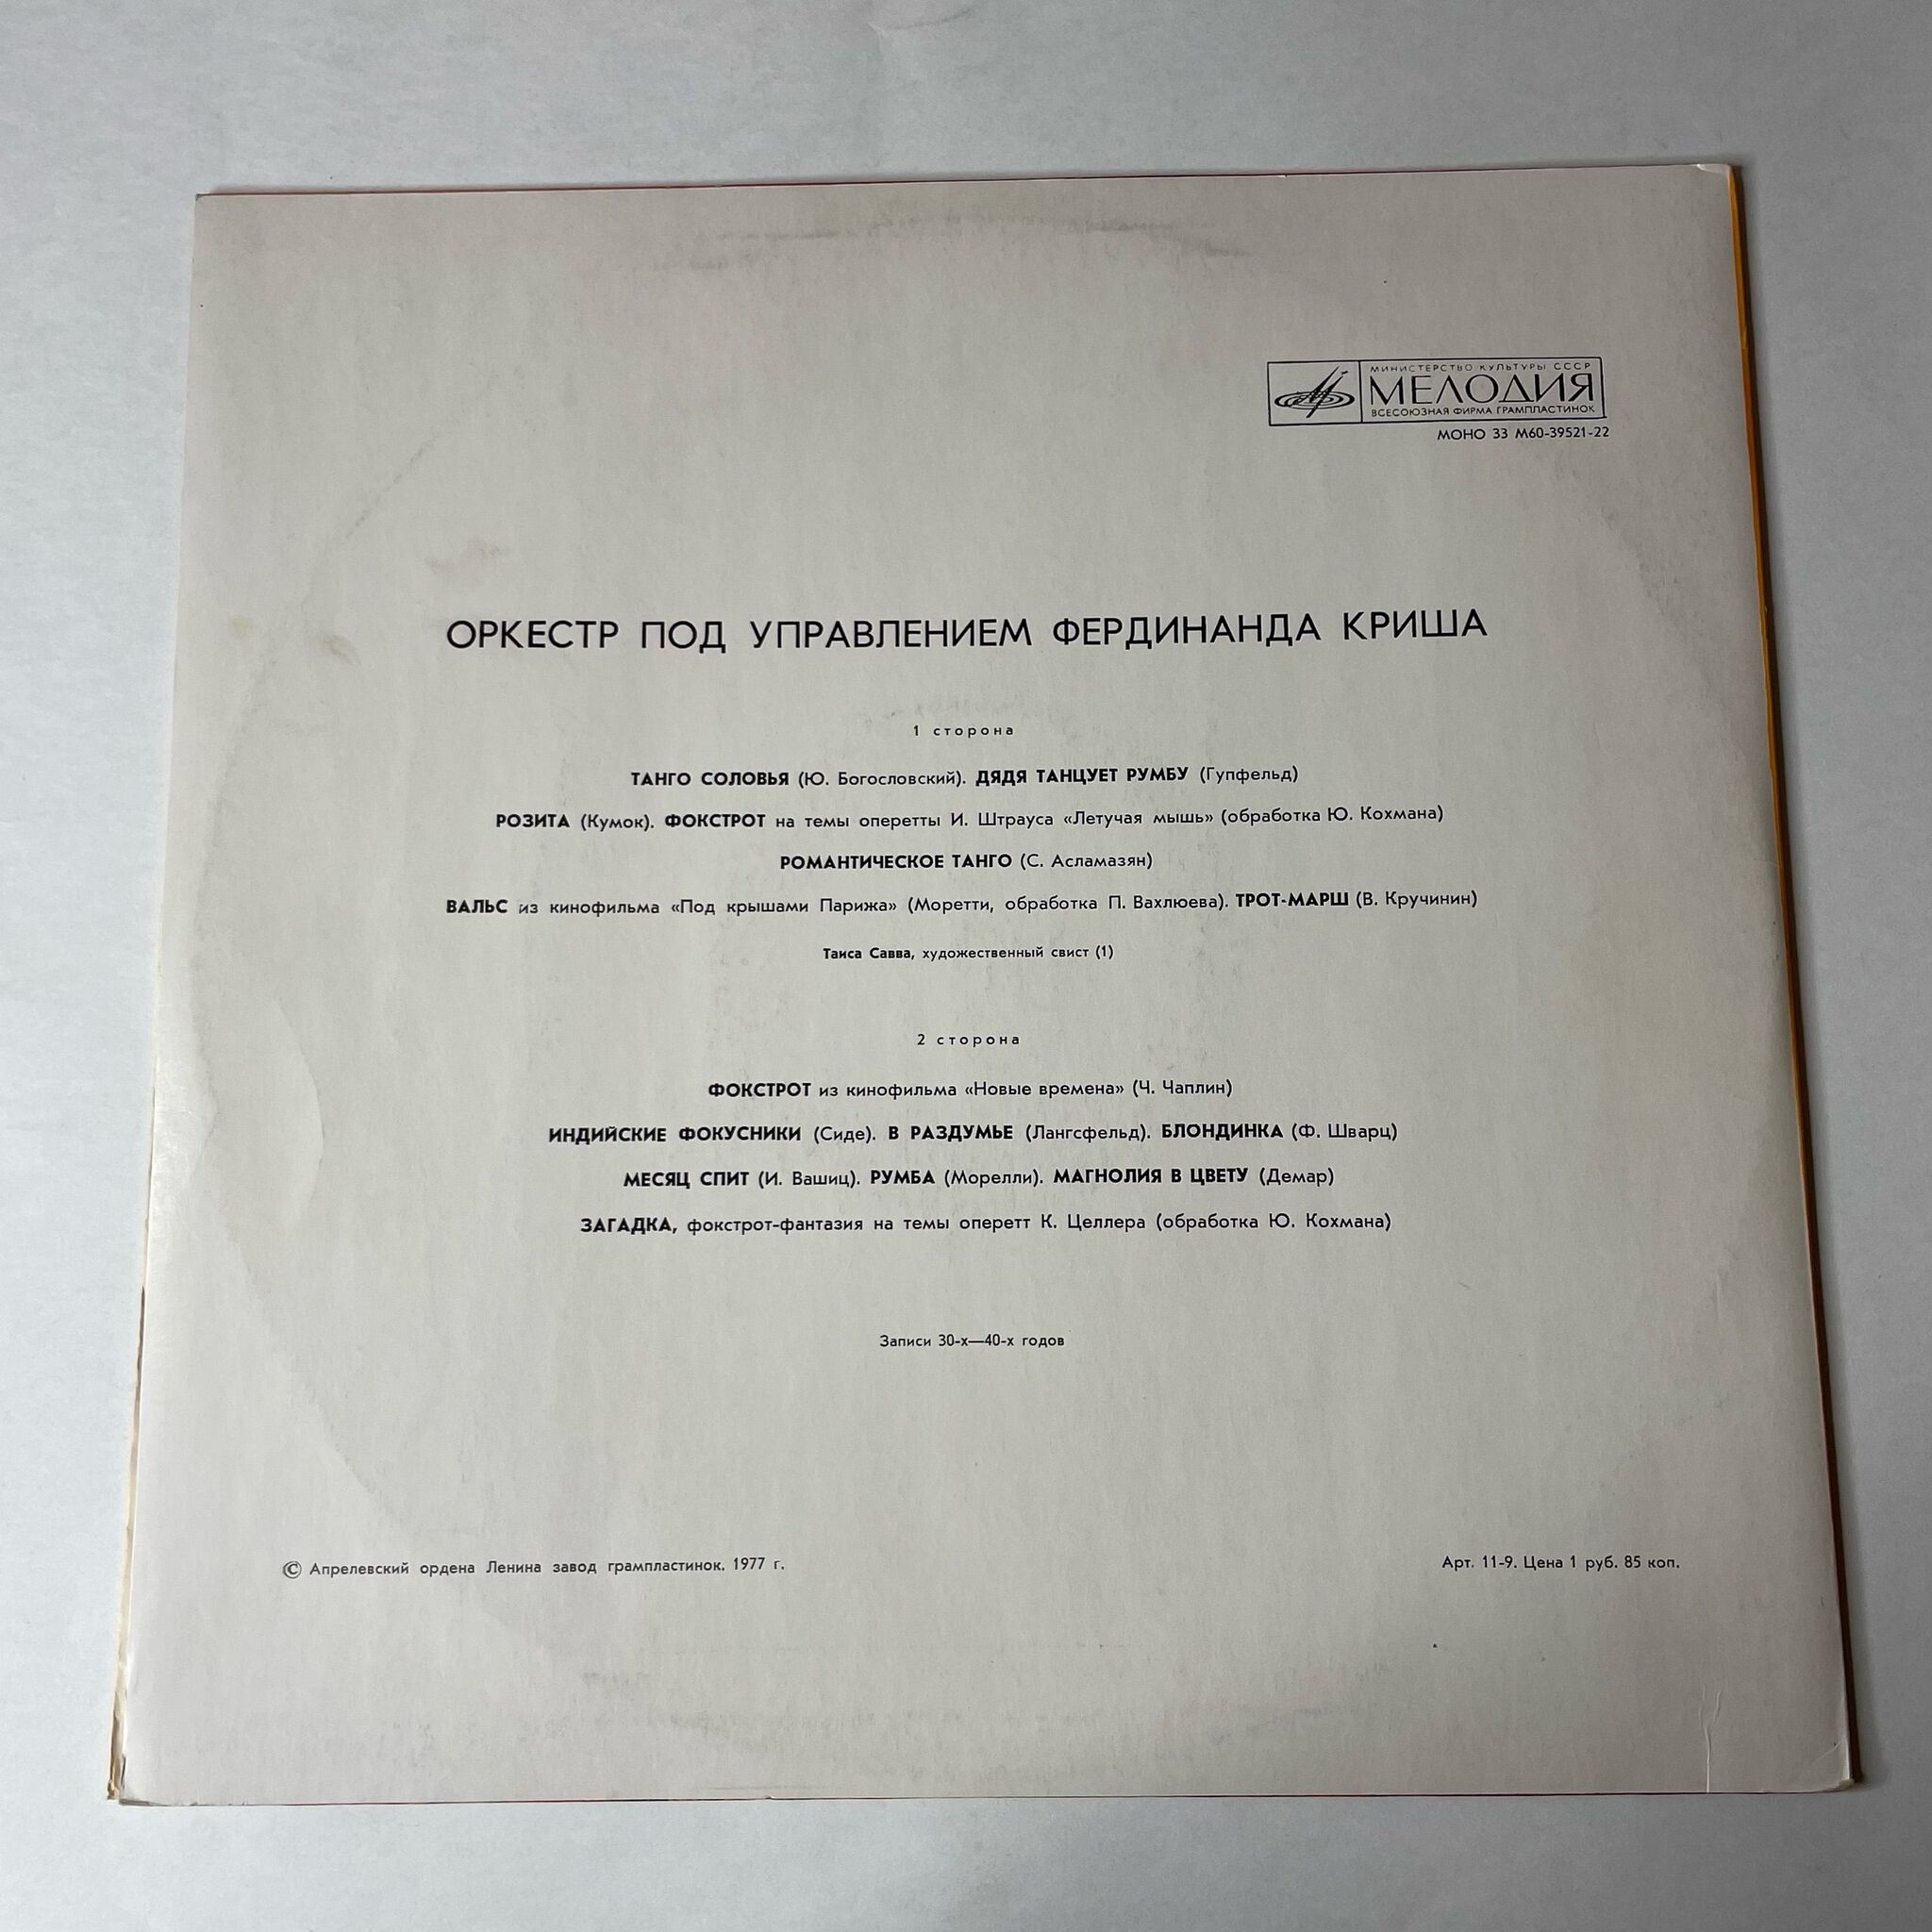 МИНИСТЕРСТВО КУЛЬТУРЫ СССР
МЕЛОДИЯ
ВСЕСОЮЗНАЯ ФИРМА ГРАМПЛАСТИНОК
МОНО 33 М60-39521-22
ОРКЕСТР ПОД УПРАВЛЕНИЕМ ФЕРДИНАНДА КРИША
1 сторона
ТАНГО СОЛОВЬЯ (Ю. Богословский). ДЯДЯ ТАНЦУЕТ РУМБУ (Гупфельд)
РОЗИТА (Кумок). ФОКСТРОТ на темы оперетты И. Штрауса «Летучая мышь» (обработка Ю. Кохмана)
РОМАНТИЧЕСКОЕ ТАНГО (С. Асламазян)
ВАЛЬС из кинофильма «Под крышами Парижа» (Моретти, обработка П. Вахлюева). ТРОТ-МАРШ (В. Кручинин)
Таиса Савва, художественный свист (1)
2 сторона
ФОКСТРОТ из кинофильма «Новые времена» (Ч. Чаплин)
ИНДИЙСКИЕ ФОКУСНИКИ (Сиде). В РАЗДУМЬЕ (Лангсфельд). БЛОНДИНКА (Ф. Шварц)
МЕСЯЦ СПИТ (И. Вашиц). РУМБА (Морелли). МАГНОЛИЯ В ЦВЕТУ (Демар)
ЗАГАДКА, фокстрот-фантазия на темы оперетт К. Целлера (обработка Ю. Кохмана)
Записи 30-х—40-х годов
© Апрелевский ордена Ленина завод грампластинок. 1977 г.
Арт. 11-9. Цена 1 руб. 85 коп.